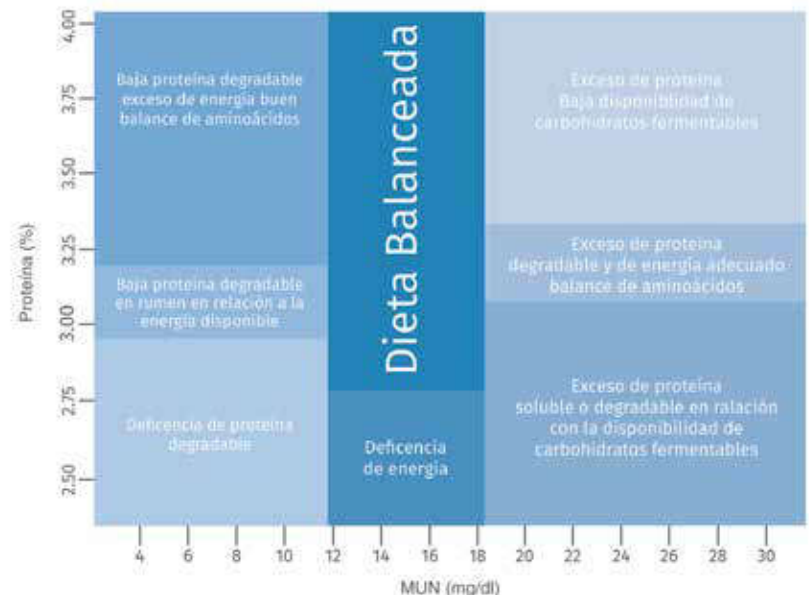 Proteína (%)
4.00
3.75
3.50
3.25
3.00
2.75
2.50
Baja proteína degradable
exceso de energía buen
balance de aminoácidos
Baja proteína degradable
en rumen en relación a la
energía disponible
Deficencia de proteína
degradable
Dieta Balanceada
Deficencia
de energía
Exceso de proteína
Baja disponiblidad de
carbohidratos fermentables
Exceso de proteína
degradable y de energía adecuado
balance de aminoácidos
Exceso de proteína
soluble o degradable en ralación
con la disponibilidad de
carbohidratos fermentables
4 6 8 10 12 14 16 18 20 22 24 26 28 30
MUN (mg/dl)